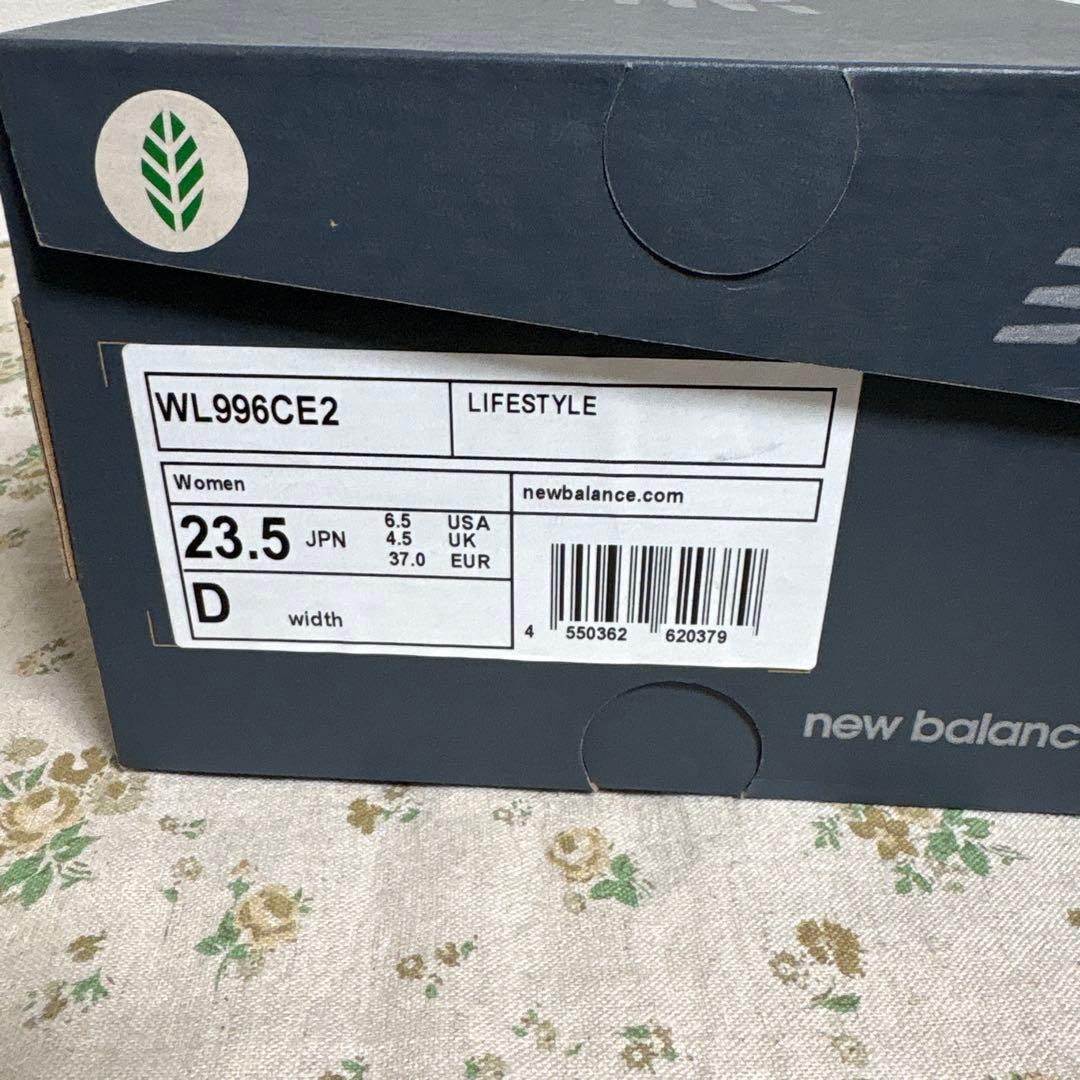 WL996CE2
LIFESTYLE
Women
newbalance.com
23.5 JPN
6.5 USA
4.5 UK
37.0 EUR
D width
4 550362 620379
new balanc